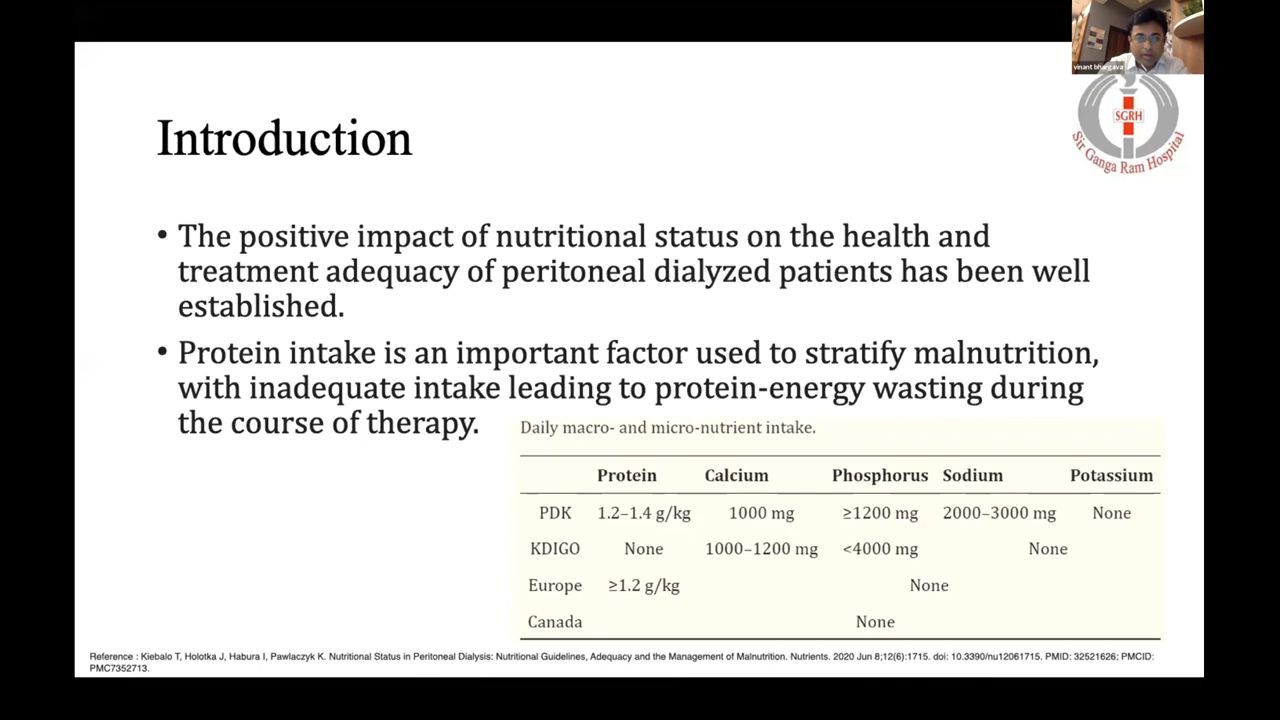 vinant bhargava
SGRH
Sir Ganga Ram Hospital
Introduction
• The positive impact of nutritional status on the health and
treatment adequacy of peritoneal dialyzed patients has been well
established.
• Protein intake is an important factor used to stratify malnutrition,
with inadequate intake leading to protein-energy wasting during
the course of therapy.
Daily macro- and micro-nutrient intake.
Protein Calcium Phosphorus Sodium Potassium
PDK 1.2–1.4 g/kg 1000 mg ≥1200 mg 2000–3000 mg None
KDIGO None 1000–1200 mg <4000 mg None
Europe ≥1.2 g/kg None
Canada None
Reference : Kiebalo T, Holotka J, Habura I, Pawlaczyk K. Nutritional Status in Peritoneal Dialysis: Nutritional Guidelines, Adequacy and the Management of Malnutrition. Nutrients. 2020 Jun 8;12(6):1715. doi: 10.3390/nu12061715. PMID: 32521626; PMCID:
PMC7352713.